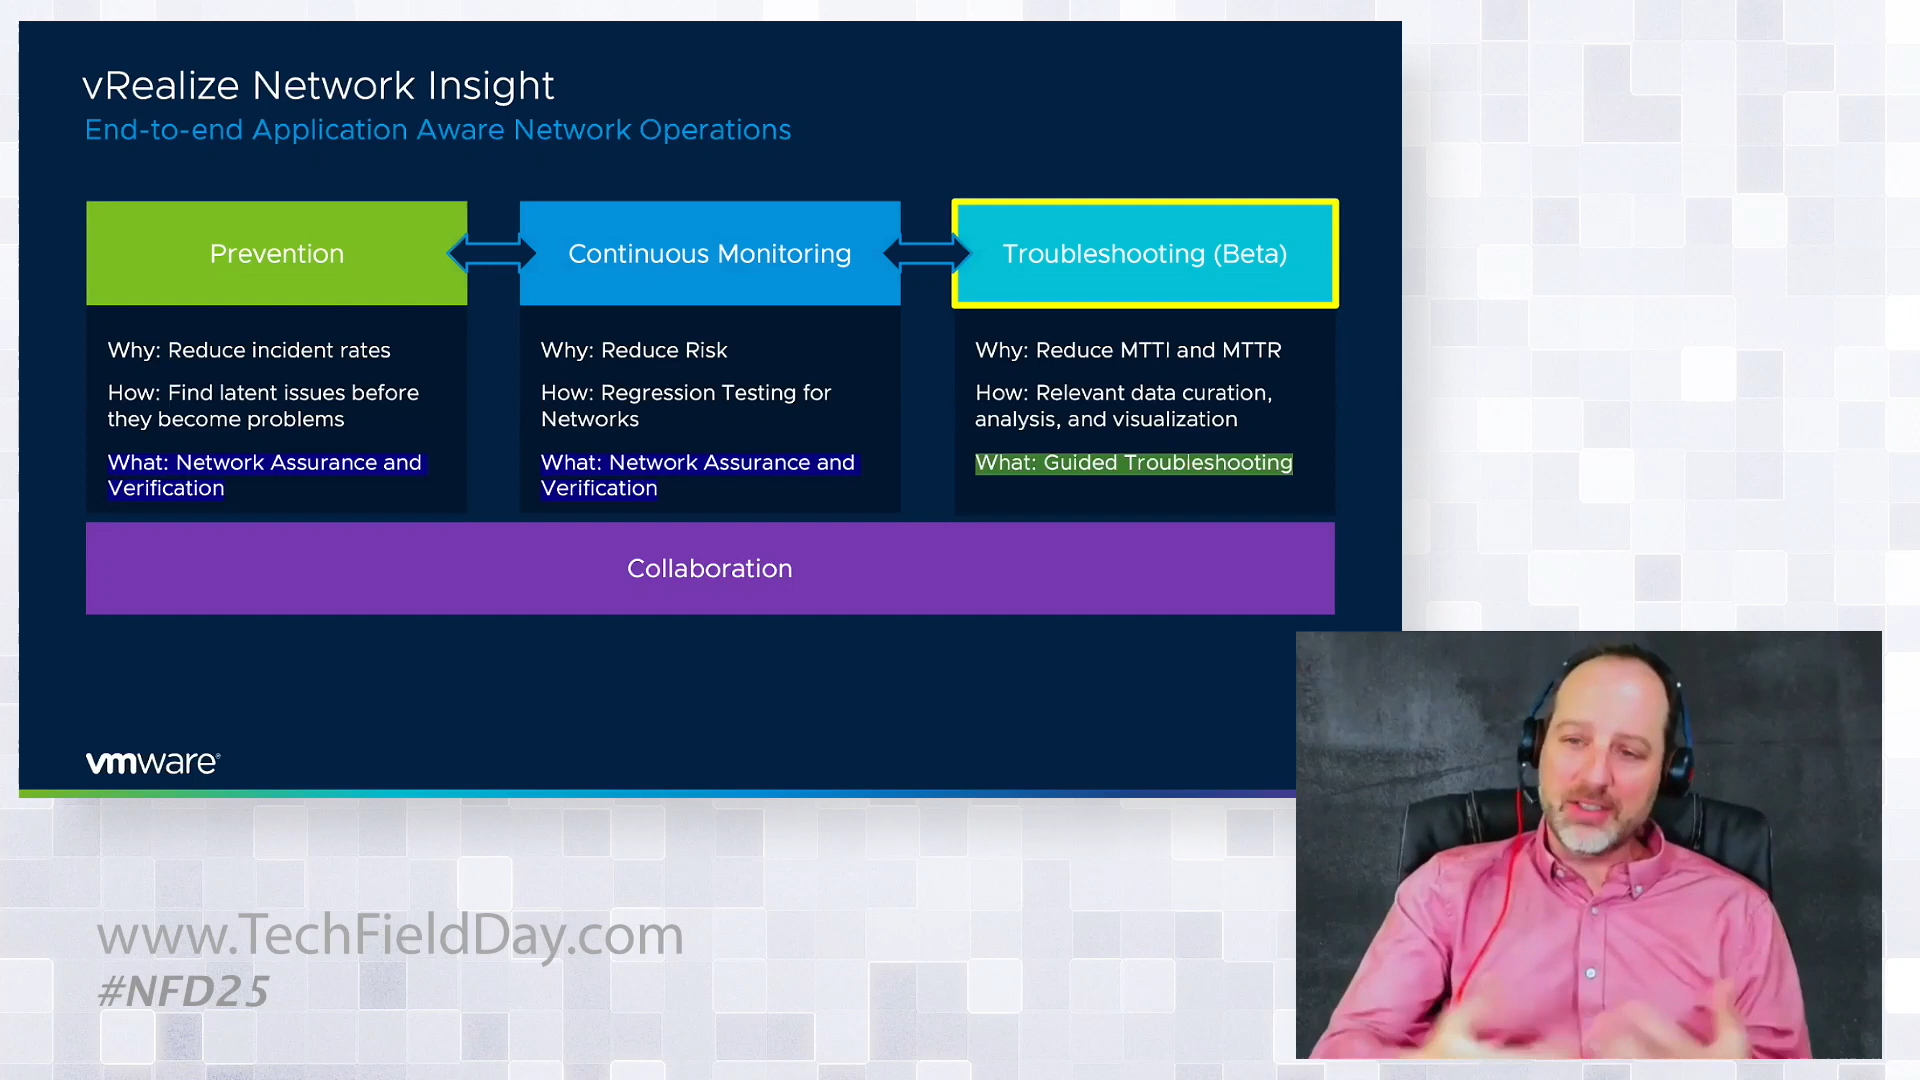 vRealize Network Insight
End-to-end Application Aware Network Operations
Prevention
Continuous Monitoring
Troubleshooting (Beta)
Why: Reduce incident rates
How: Find latent issues before
they become problems
What: Network Assurance and
Verification
Why: Reduce Risk
How: Regression Testing for
Networks
What: Network Assurance and
Verification
Why: Reduce MTTI and MTTR
How: Relevant data curation,
analysis, and visualization
What: Guided Troubleshooting
Collaboration
vmware®
www.TechFieldDay.com
#NFD25